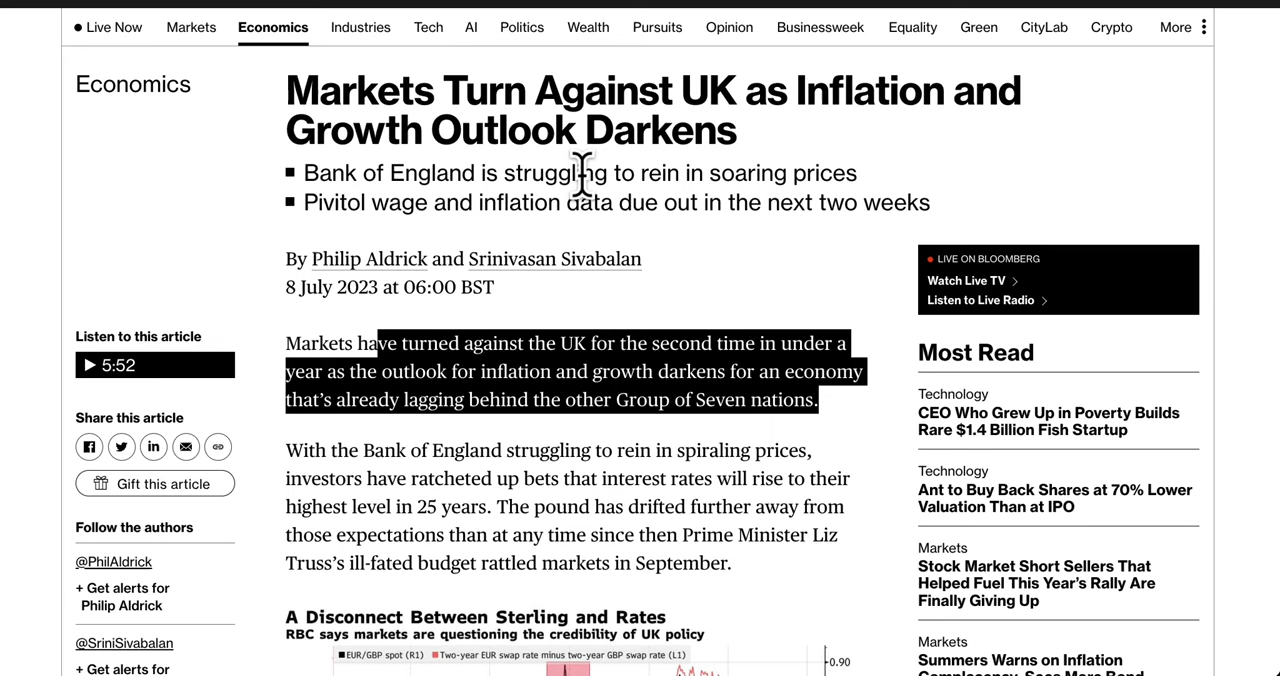 Live Now Markets Economics Industries Tech AI Politics Wealth Pursuits Opinion Businessweek Equality Green CityLab Crypto More
Economics
Markets Turn Against UK as Inflation and
Growth Outlook Darkens
Bank of England is struggling to rein in soaring prices
Pivitol wage and inflation data due out in the next two weeks
By Philip Aldrick and Srinivasan Sivabalan
8 July 2023 at 06:00 BST
Listen to this article
5:52
Share this article
Gift this article
Follow the authors
@PhilAldrick
+ Get alerts for
Philip Aldrick
@SriniSivabalan
+ Get alerts for
Markets have turned against the UK for the second time in under a
year as the outlook for inflation and growth darkens for an economy
that's already lagging behind the other Group of Seven nations.
With the Bank of England struggling to rein in spiraling prices,
investors have ratcheted up bets that interest rates will rise to their
highest level in 25 years. The pound has drifted further away from
those expectations than at any time since then Prime Minister Liz
Truss's ill-fated budget rattled markets in September.
A Disconnect Between Sterling and Rates
RBC says markets are questioning the credibility of UK policy
EUR/GBP spot (R1) Two-year EUR swap rate minus two-year GBP swap rate (L1)
0.90
LIVE ON BLOOMBERG
Watch Live TV
Listen to Live Radio
Most Read
Technology
CEO Who Grew Up in Poverty Builds
Rare $1.4 Billion Fish Startup
Technology
Ant to Buy Back Shares at 70% Lower
Valuation Than at IPO
Markets
Stock Market Short Sellers That
Helped Fuel This Year's Rally Are
Finally Giving Up
Markets
Summers Warns on Inflation